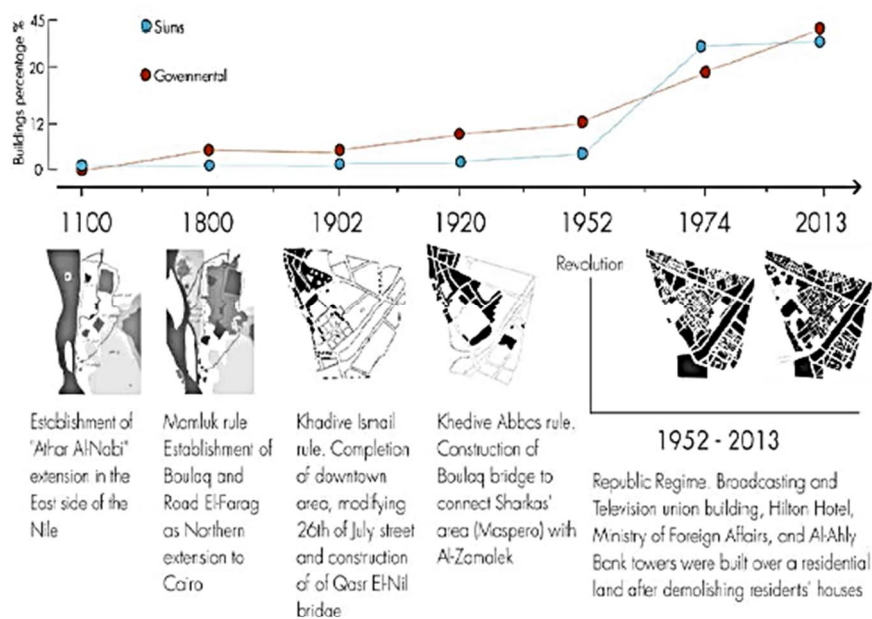 Buildings percentage %
45
20
12
0
Slums
Governmental
1100
1800
1902
1920
1952
1974
2013
Revolution
Establishment of
"Athar Al-Nabi"
extension in the
East side of the
Nile
Mamluk rule
Establishment of
Boulaq and
Road El-Farag
as Northern
extension to
Cairo
Khadive Ismail
rule. Completion
of downtown
area, modifying
26th of July street
and construction
of of Qasr El-Nil
bridge
Khedive Abbas rule.
Construction of
Boulaq bridge to
connect Sharkas'
area (Maspero) with
Al-Zamalek
1952 - 2013
Republic Regime. Broadcasting and
Television union building, Hilton Hotel,
Ministry of Foreign Affairs, and Al-Ahly
Bank towers were built over a residential
land after demolishing residents' houses